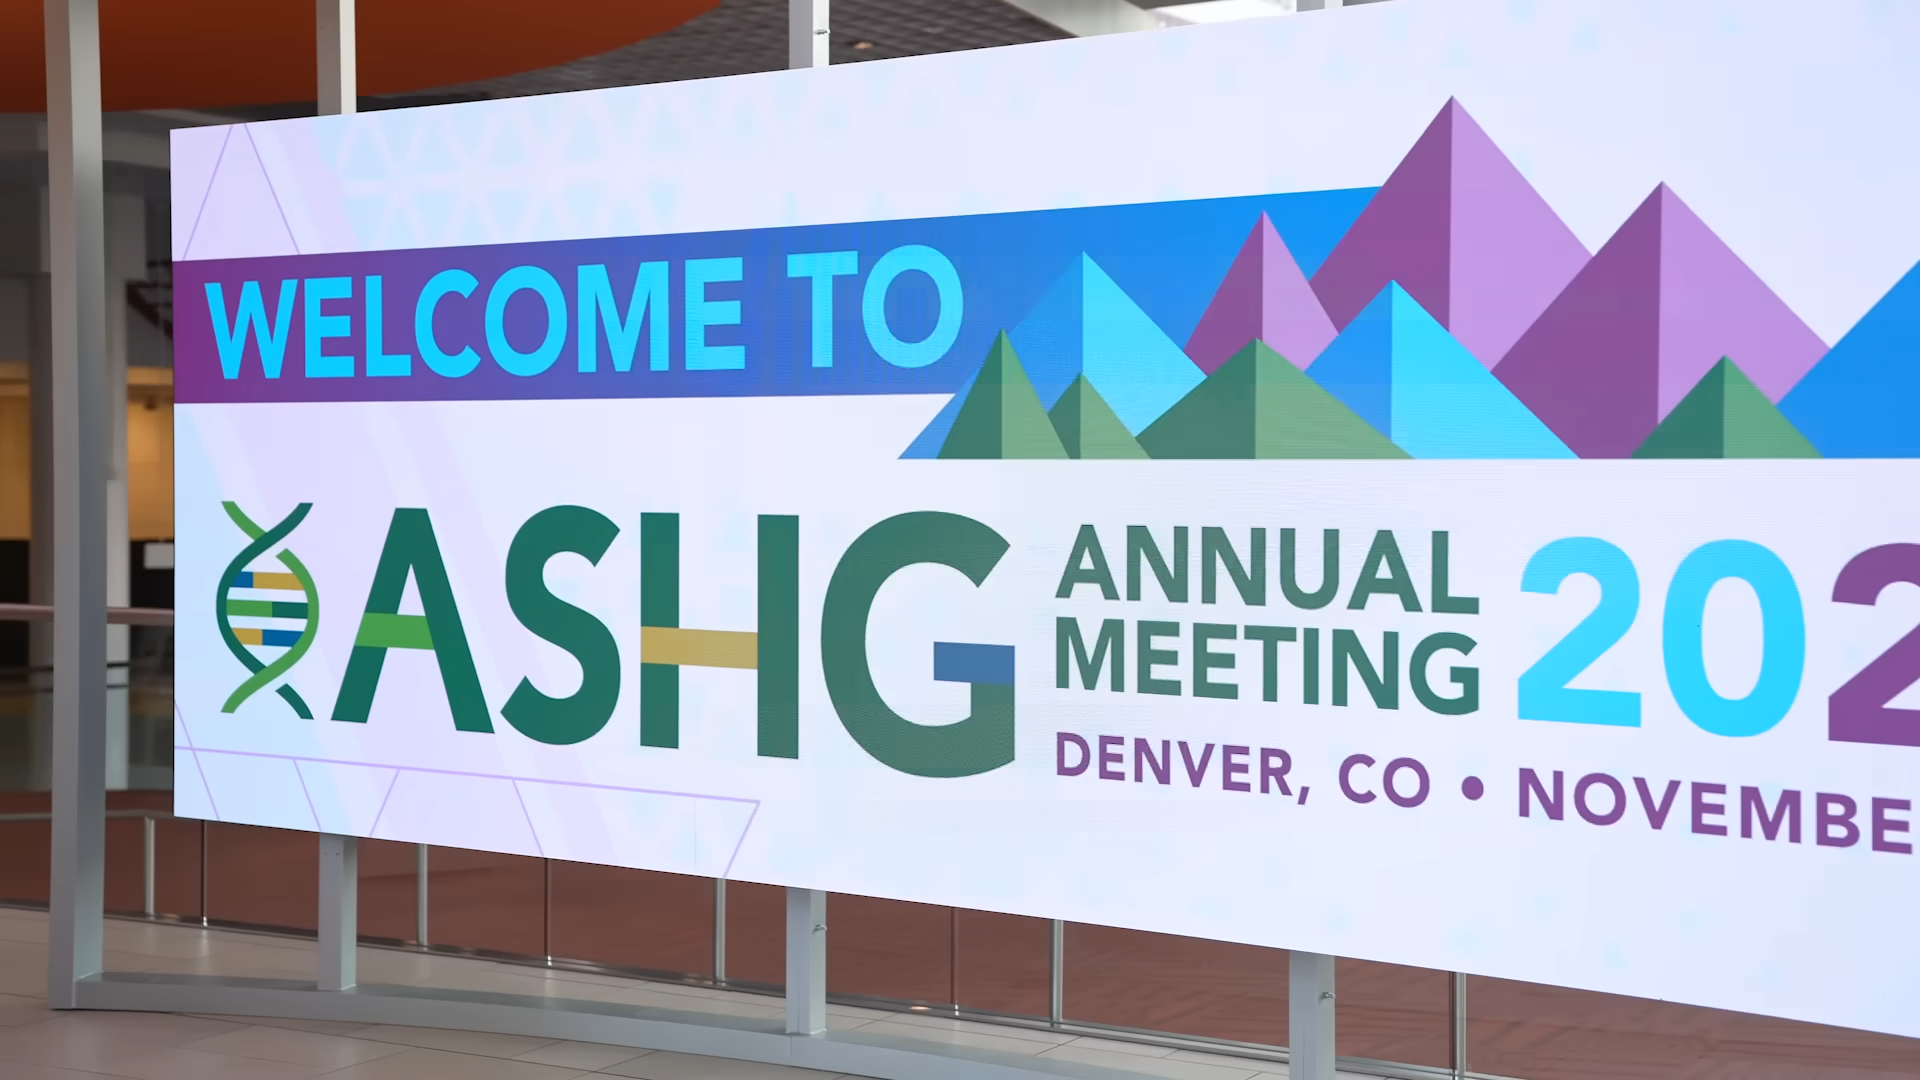 WELCOME TO
ASHG
ANNUAL
MEETING
202
DENVER, CO • NOVEMBE